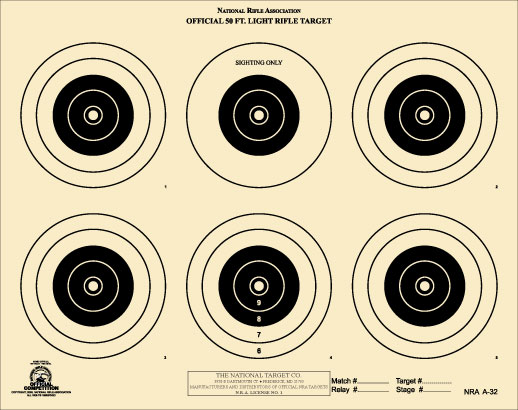 NATIONAL RIFLE ASSOCIATION
OFFICIAL 50 FT. LIGHT RIFLE TARGET
SIGHTING ONLY
1
2
9
8
7
6
3
4
5
OFFICIAL
COMPETITION
THE NATIONAL TARGET CO.
MANUFACTURERS AND DISTRIBUTORS OF OFFICIAL NRA TARGETS
N.R.A. LICENSE NO. 1
Match #
Target #
Relay #
Stage #
NRA A-32